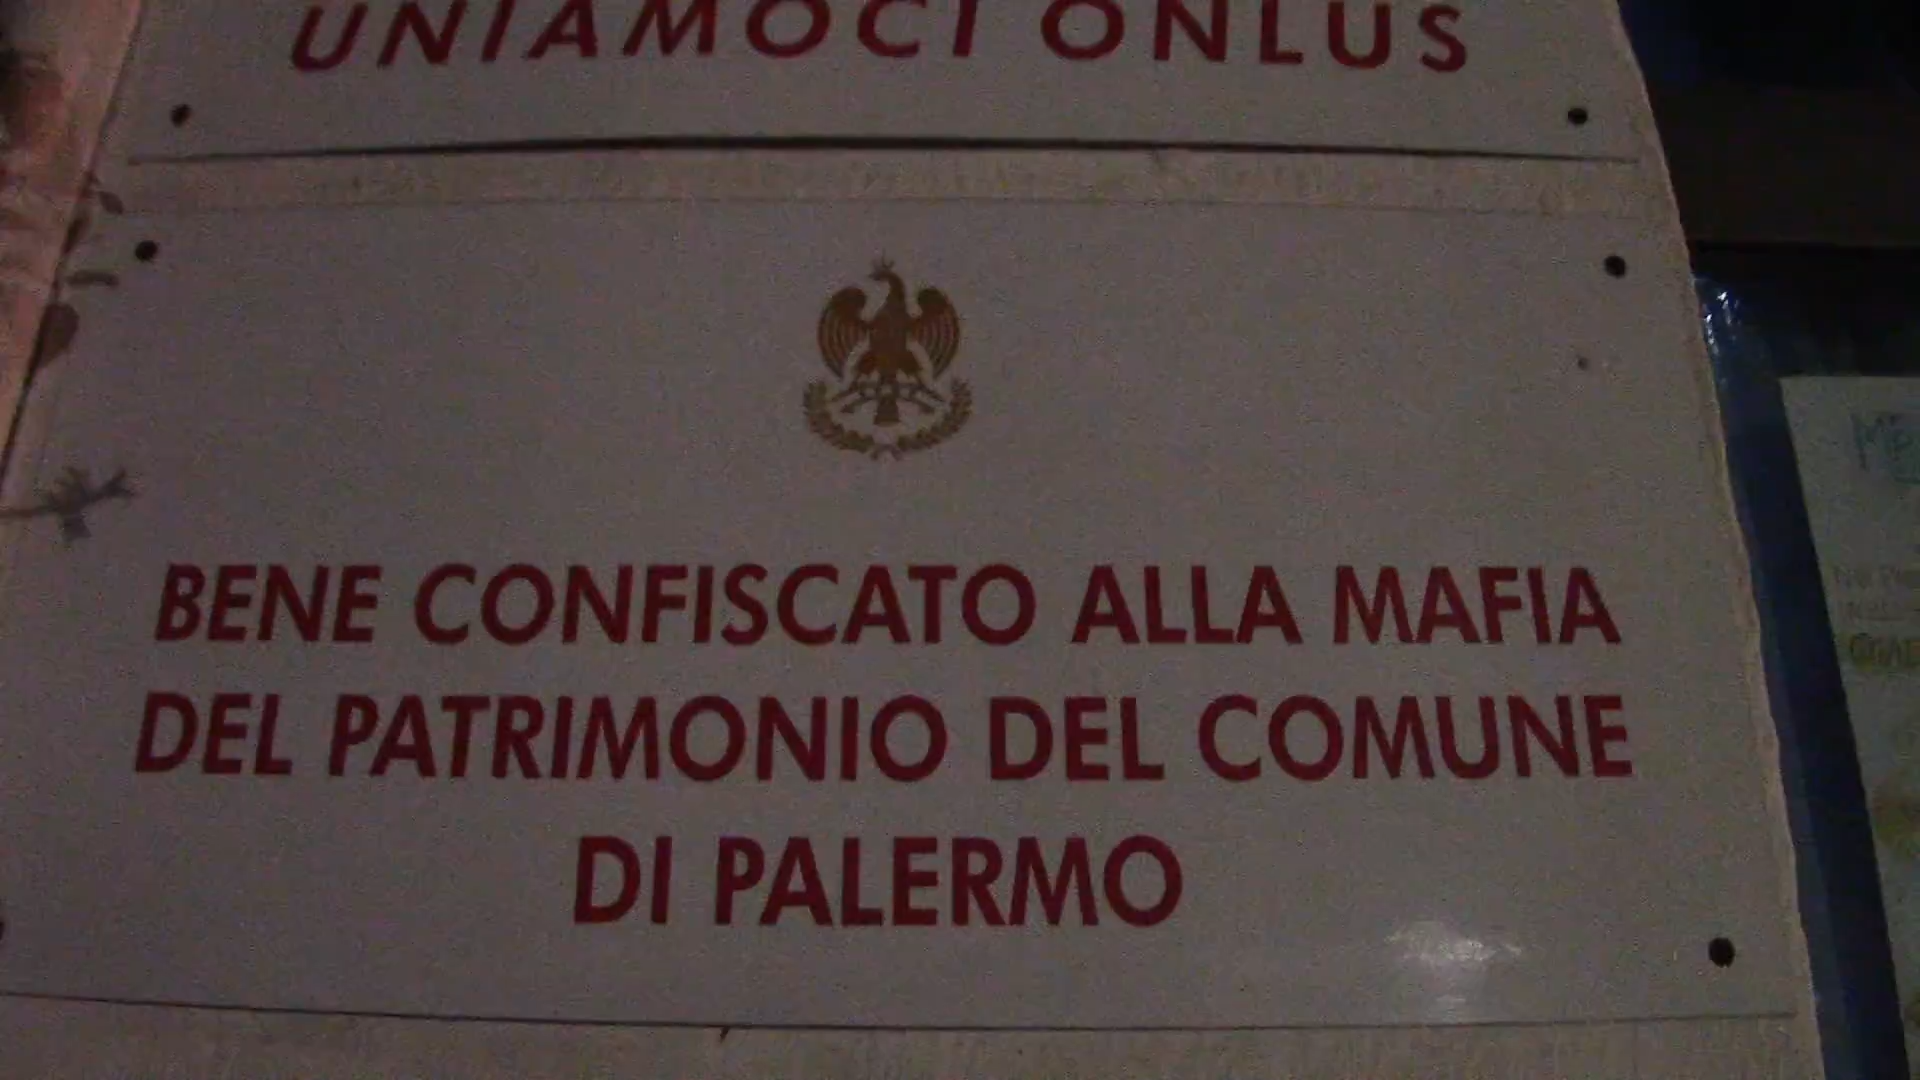 UNIAMOCI ONLUS
BENE CONFISCATO ALLA MAFIA
DEL PATRIMONIO DEL COMUNE
DI PALERMO